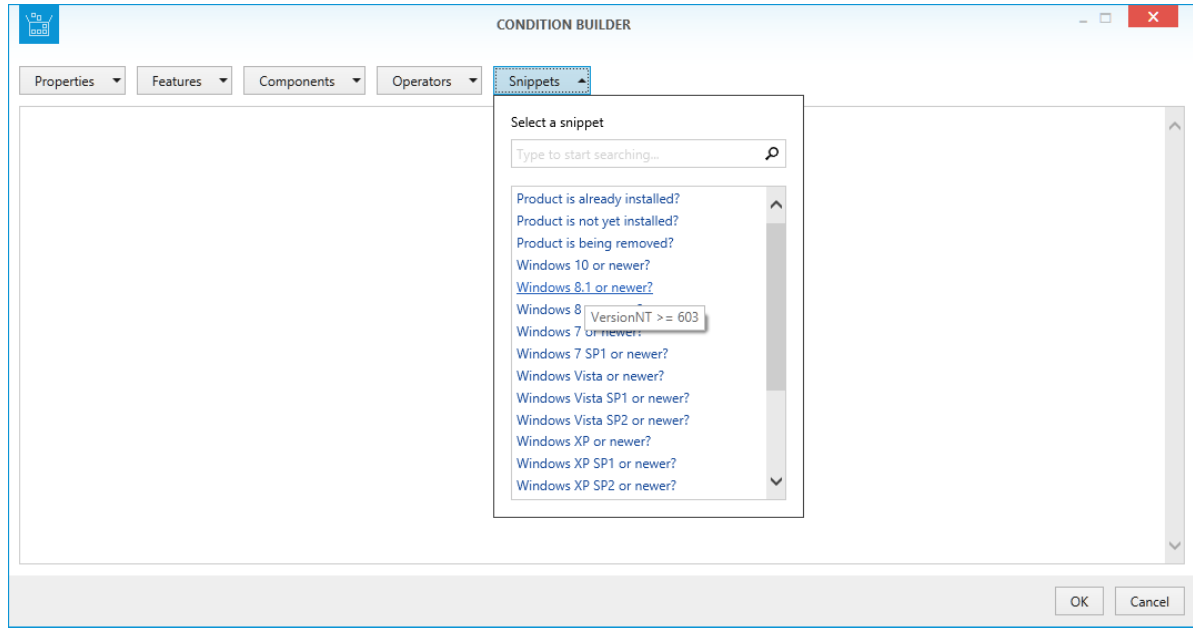 CONDITION BUILDER
Properties Features Components Operators Snippets
Select a snippet
Type to start searching...
Product is already installed?
Product is not yet installed?
Product is being removed?
Windows 10 or newer?
Windows 8.1 or newer?
Windows 8
VersionNT >= 603
Windows 7 or newer?
Windows 7 SP1 or newer?
Windows Vista or newer?
Windows Vista SP1 or newer?
Windows Vista SP2 or newer?
Windows XP or newer?
Windows XP SP1 or newer?
Windows XP SP2 or newer?
OK Cancel